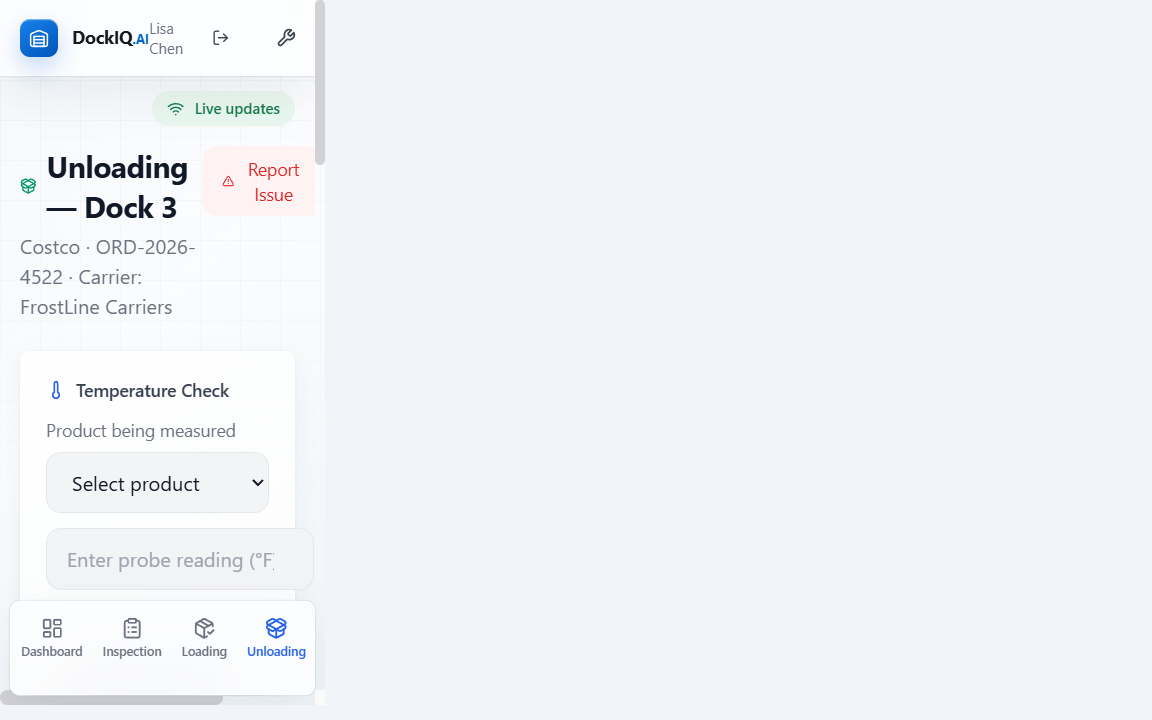 DockIQ.AI
Lisa
Chen
Live updates
Unloading
— Dock 3
Report
Issue
Costco · ORD-2026-
4522 · Carrier:
FrostLine Carriers
Temperature Check
Product being measured
Select product
Enter probe reading (°F
Dashboard
Inspection
Loading
Unloading